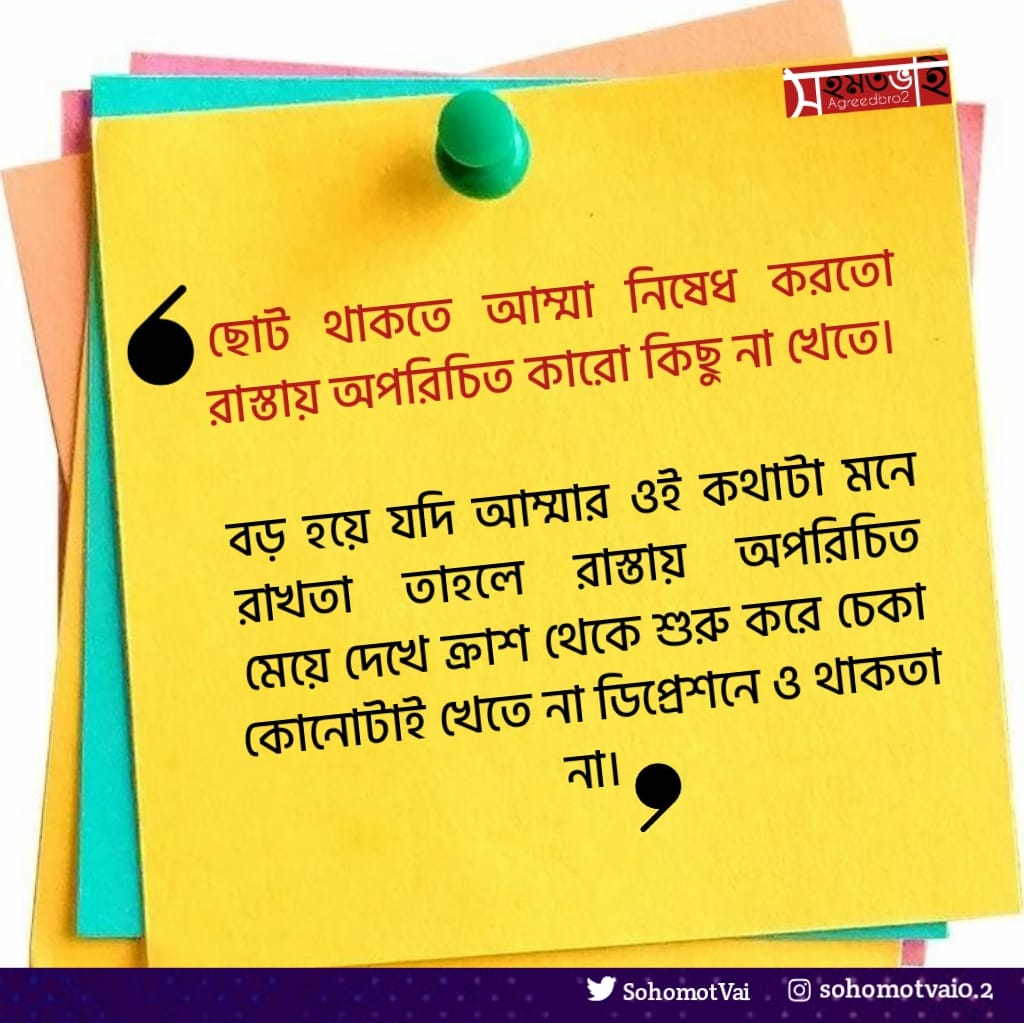 সহমতভাই
Agreedbro2
ছোট থাকতে আম্মা নিষেধ করতো
রাস্তায় অপরিচিত কারো কিছু না খেতে।
বড় হয়ে যদি আম্মার ওই কথাটা মনে
রাখতা তাহলে রাস্তায় অপরিচিত
মেয়ে দেখে ক্রাশ থেকে শুরু করে চেকা
কোনোটাই খেতে না ডিপ্রেশনে ও থাকতা
না।
SohomotVai sohomotvaio.2